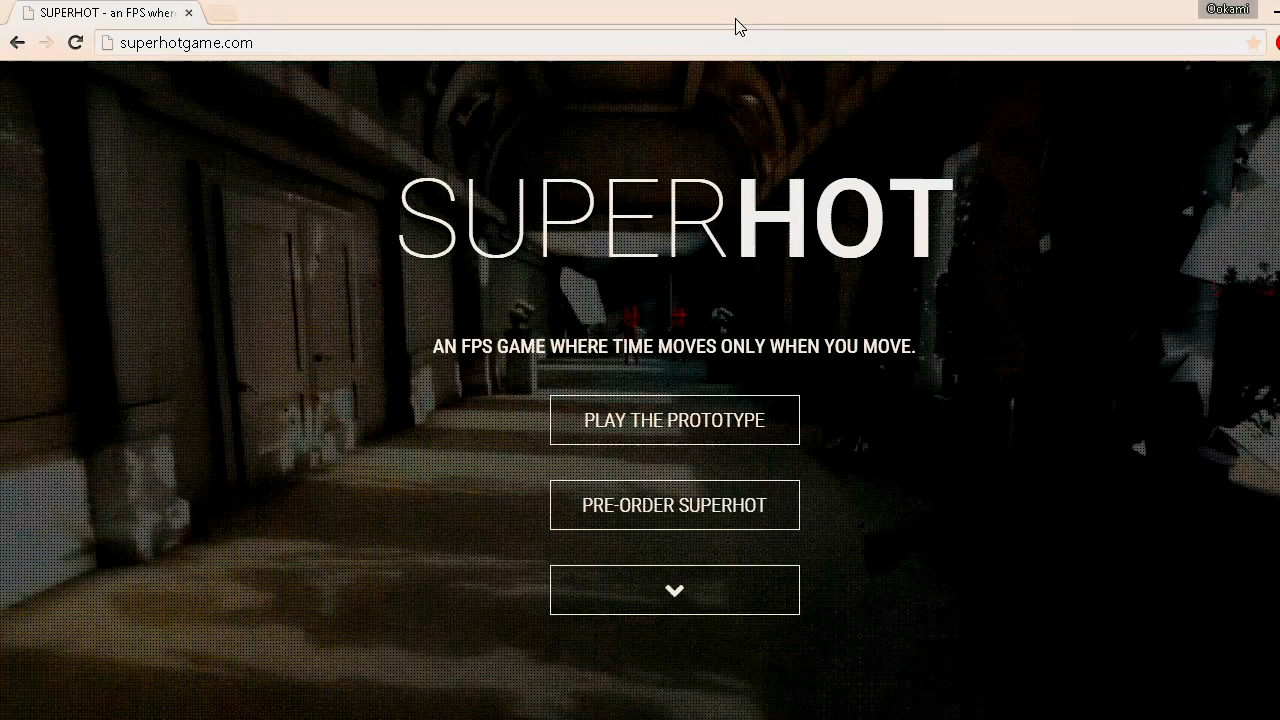 SUPERHOT - an FPS wher
Ookami
superhotgame.com
SUPERHOT
AN FPS GAME WHERE TIME MOVES ONLY WHEN YOU MOVE.
PLAY THE PROTOTYPE
PRE-ORDER SUPERHOT